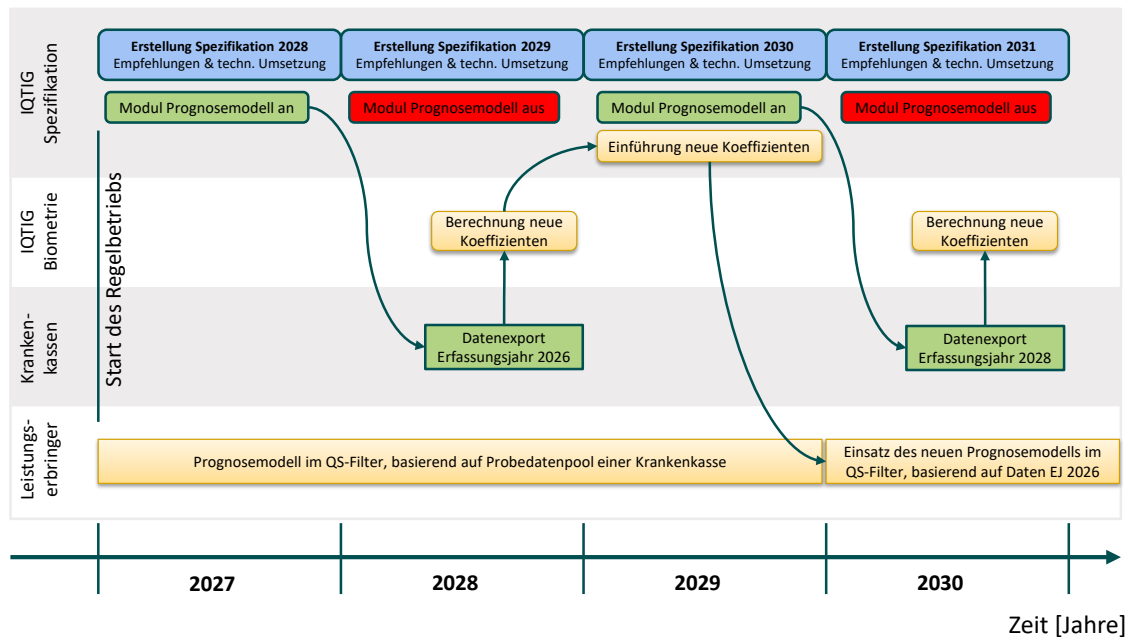 IQTIG
Spezifikation
Erstellung Spezifikation 2028
Empfehlungen & techn. Umsetzung
Erstellung Spezifikation 2029
Empfehlungen & techn. Umsetzung
Erstellung Spezifikation 2030
Empfehlungen & techn. Umsetzung
Erstellung Spezifikation 2031
Empfehlungen & techn. Umsetzung
Modul Prognosemodell an
Modul Prognosemodell aus
Modul Prognosemodell an
Modul Prognosemodell aus
Einführung neue Koeffizienten
Start des Regelbetriebs
IQTIG
Biometrie
Berechnung neue
Koeffizienten
Berechnung neue
Koeffizienten
Kranken-
kassen
Datenexport
Erfassungsjahr 2026
Datenexport
Erfassungsjahr 2028
Leistungs-
erbringer
Prognosemodell im QS-Filter, basierend auf Probedatenpool einer Krankenkasse
Einsatz des neuen Prognosemodells im
QS-Filter, basierend auf Daten EJ 2026
2027
2028
2029
2030
Zeit [Jahre]